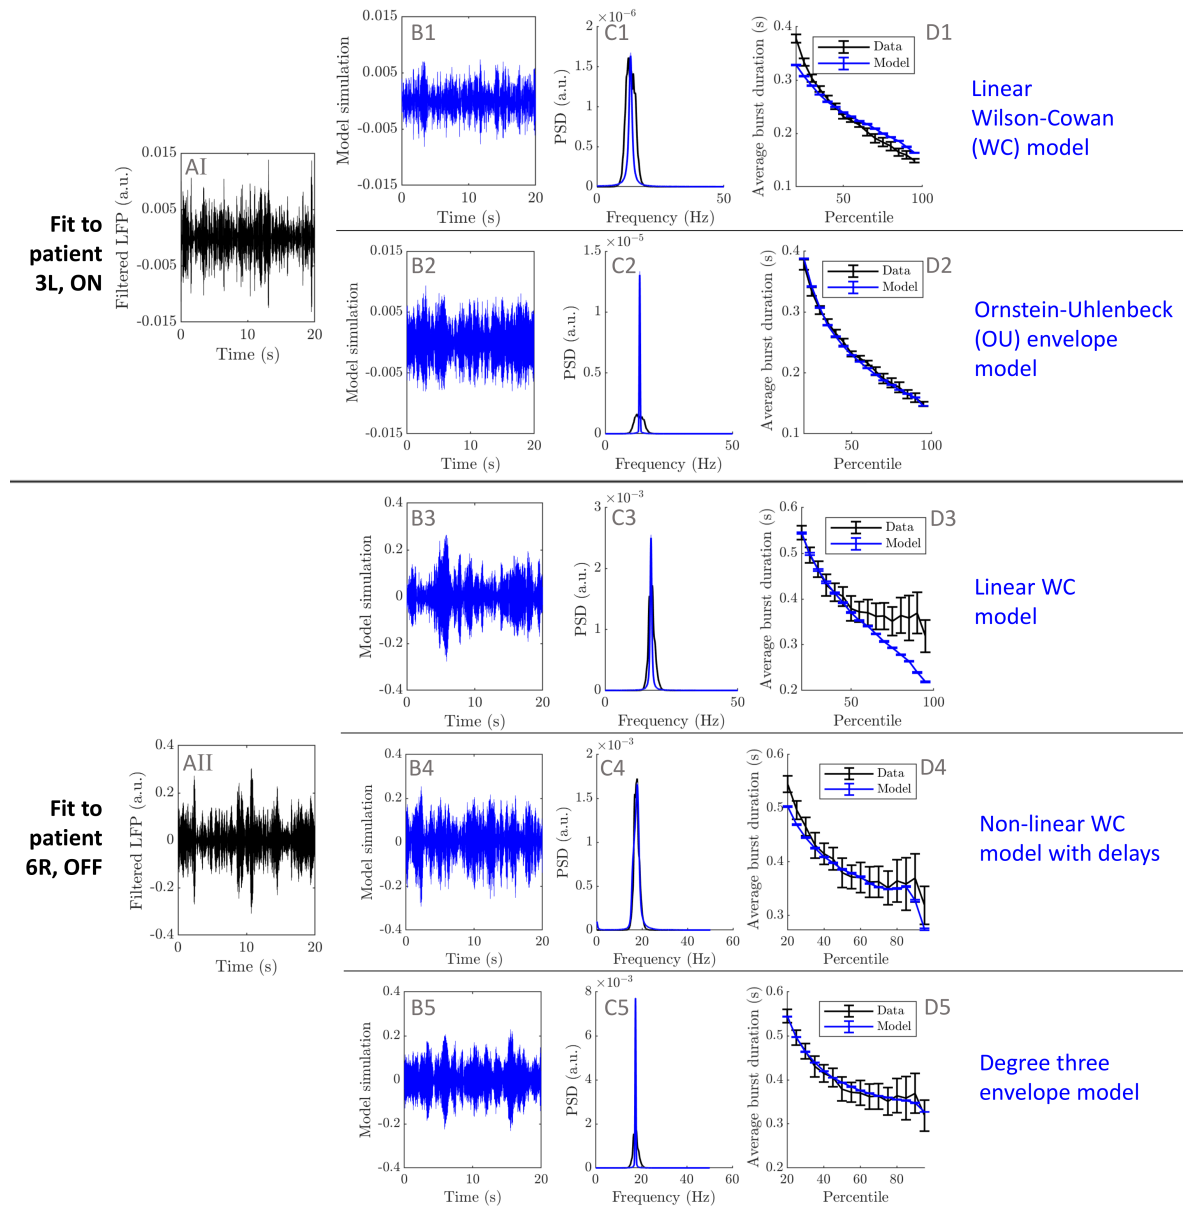 Fit to
patient
3L, ON
AI
Filtered LFP (a.u.)
0.015
0.005
-0.005
-0.015
0
10
20
Time (s)
B1
Model simulation
0.015
0.005
-0.005
-0.015
0
10
20
Time (s)
C1
×10⁻⁶
PSD (a.u.)
2
1.5
1
0.5
0
0
50
Frequency (Hz)
D1
Average burst duration (s)
0.4
0.3
0.2
0.1
50
100
Percentile
Data
Model
Linear
Wilson-Cowan
(WC) model
B2
Model simulation
0.015
0.005
-0.005
-0.015
0
10
20
Time (s)
C2
×10⁻⁵
PSD (a.u.)
1.5
1
0.5
0
0
50
Frequency (Hz)
D2
Average burst duration (s)
0.4
0.3
0.2
0.1
50
100
Percentile
Data
Model
Ornstein-Uhlenbeck
(OU) envelope
model
Fit to
patient
6R, OFF
AII
Filtered LFP (a.u.)
0.4
0.2
0
-0.2
-0.4
0
10
20
Time (s)
B3
Model simulation
0.4
0.2
0
-0.2
-0.4
0
10
20
Time (s)
C3
×10⁻³
PSD (a.u.)
3
2
1
0
0
50
Frequency (Hz)
D3
Average burst duration (s)
0.6
0.5
0.4
0.3
0.2
50
100
Percentile
Data
Model
Linear WC
model
B4
Model simulation
0.4
0.2
0
-0.2
-0.4
0
10
20
Time (s)
C4
×10⁻³
PSD (a.u.)
2
1.5
1
0.5
0
0
20
40
60
Frequency (Hz)
D4
Average burst duration (s)
0.6
0.5
0.4
0.3
20
40
60
80
Percentile
Data
Model
Non-linear WC
model with delays
B5
Model simulation
0.4
0.2
0
-0.2
-0.4
0
10
20
Time (s)
C5
×10⁻³
PSD (a.u.)
8
6
4
2
0
0
20
40
60
Frequency (Hz)
D5
Average burst duration (s)
0.6
0.5
0.4
0.3
0.2
20
40
60
80
Percentile
Data
Model
Degree three
envelope model